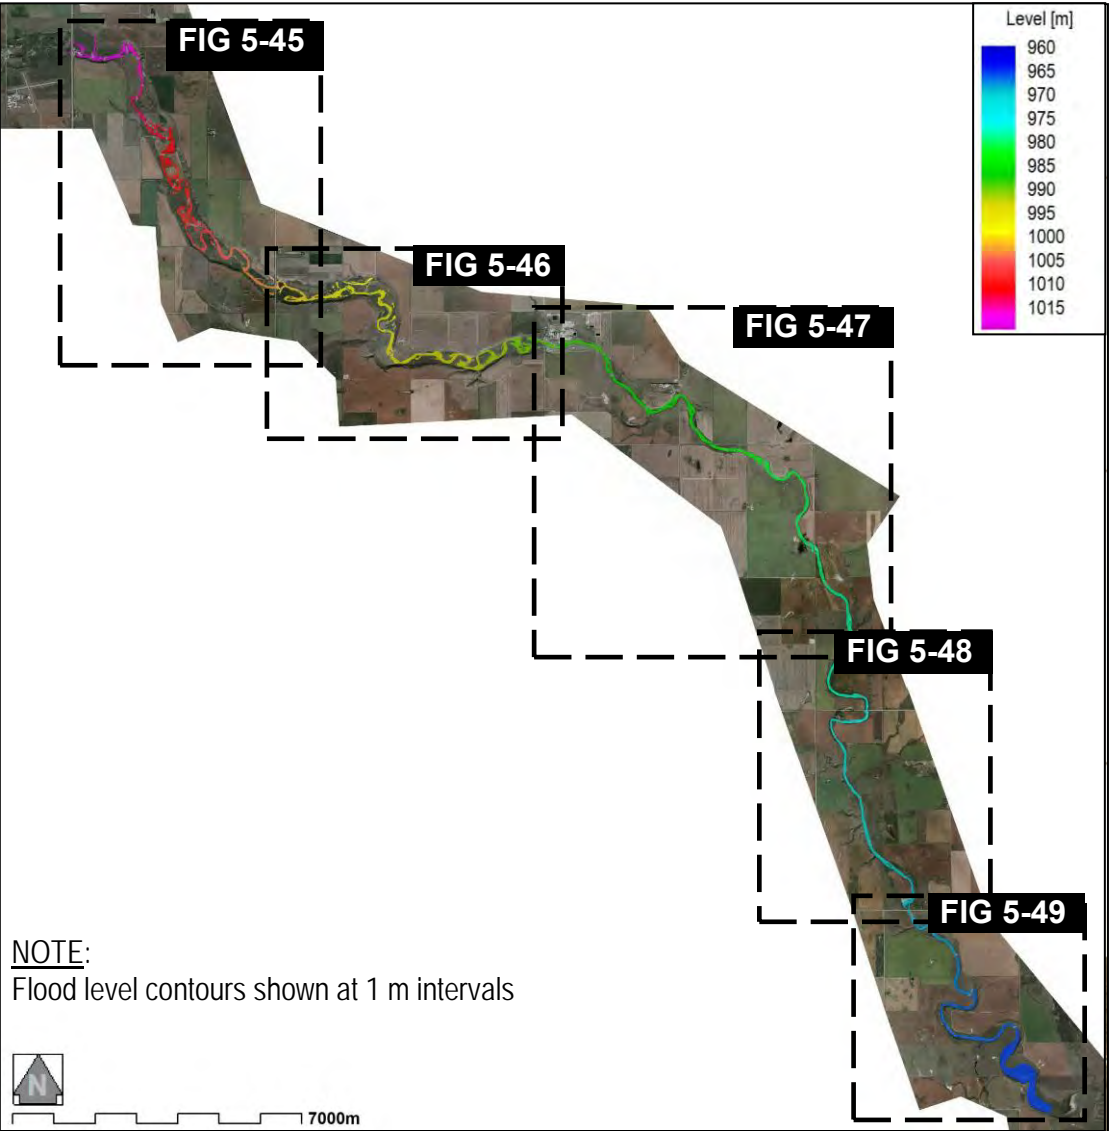 FIG 5-45
Level [m]
960
965
970
975
980
985
990
995
1000
1005
1010
1015
FIG 5-46
FIG 5-47
FIG 5-48
FIG 5-49
NOTE:
Flood level contours shown at 1 m intervals
N
7000m